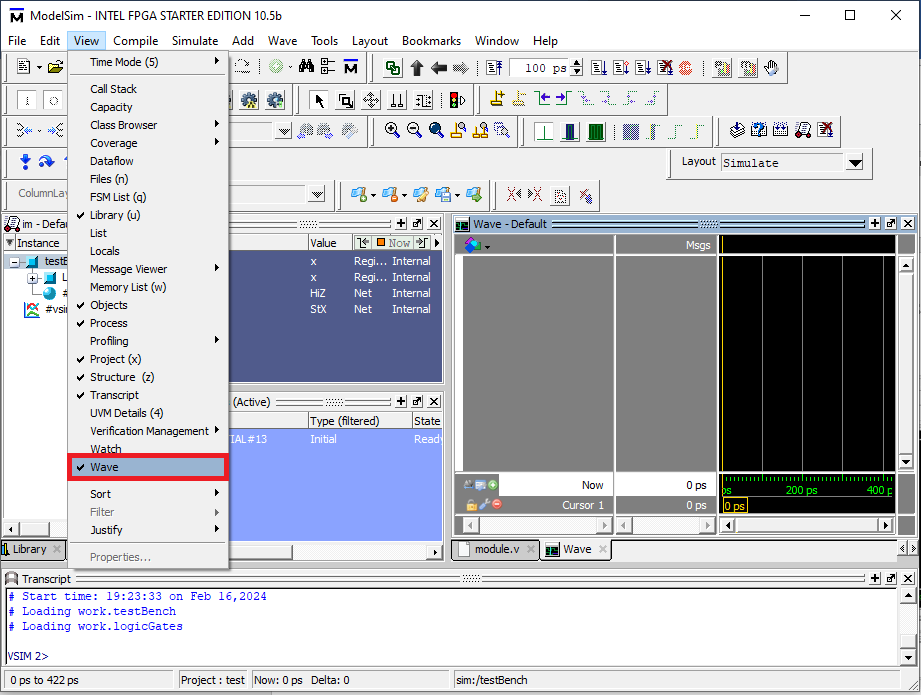 ModelSim - INTEL FPGA STARTER EDITION 10.5b
File Edit View Compile Simulate Add Wave Tools Layout Bookmarks Window Help
Time Mode (5)
Call Stack
Capacity
Class Browser
Coverage
Dataflow
Files (n)
FSM List (q)
Library (u)
List
Locals
Message Viewer
Memory List (w)
Objects
Process
Profiling
Project (x)
Structure (z)
Transcript
UVM Details (4)
Verification Management
Watch
Wave
Sort
Filter
Justify
Properties...
100 ps
Layout Simulate
ColumnLay
im - Defau
Instance
testB
L
#
#vsir
Value Now
x Regi... Internal
x Regi... Internal
HiZ Net Internal
StX Net Internal
(Active)
Type (filtered) State
IAL#13 Initial Ready
Library
Wave - Default
Msgs
Now 0 ps
Cursor 1 0 ps
ps 200 ps 400 p
0 ps
module.v Wave
Transcript
# Start time: 19:23:33 on Feb 16,2024
# Loading work.testBench
# Loading work.logicGates
VSIM 2>
0 ps to 422 ps Project : test Now: 0 ps Delta: 0 sim:/testBench